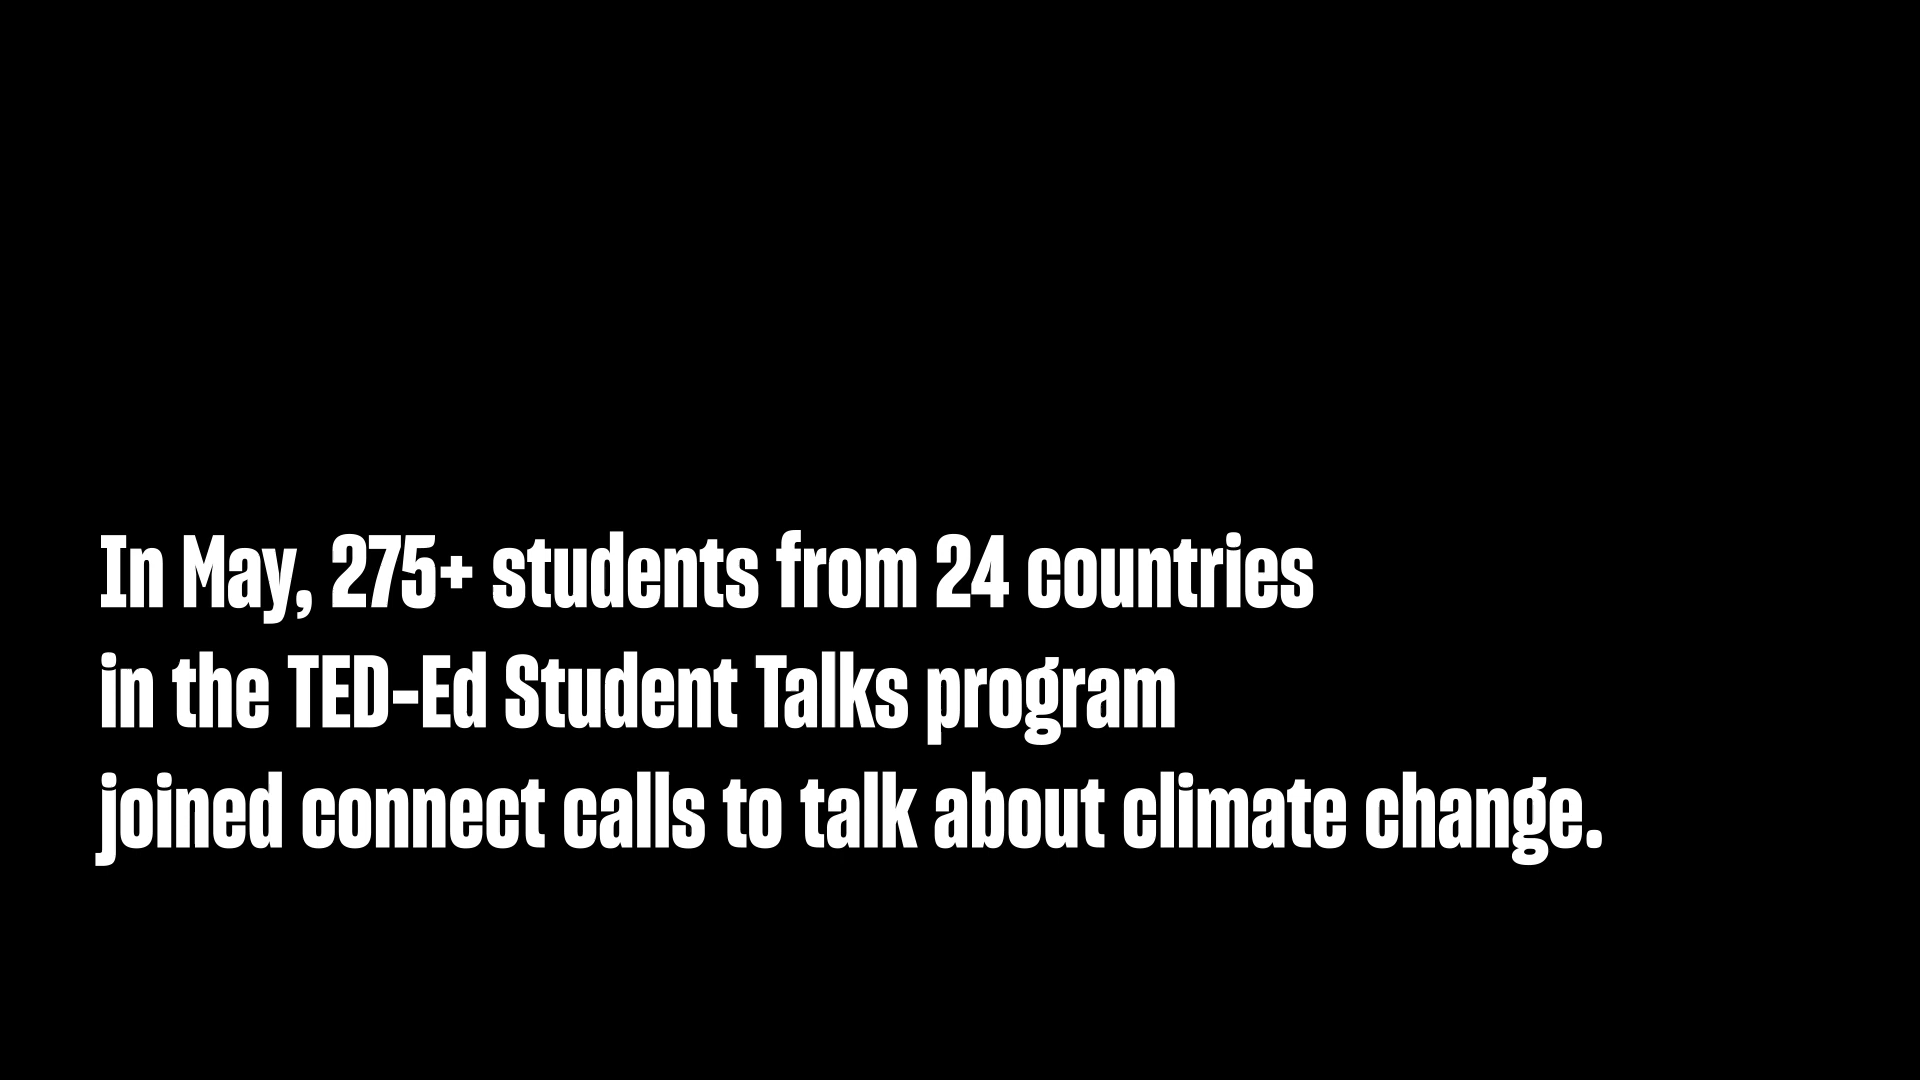 In May, 275+ students from 24 countries
in the TED-Ed Student Talks program
joined connect calls to talk about climate change.